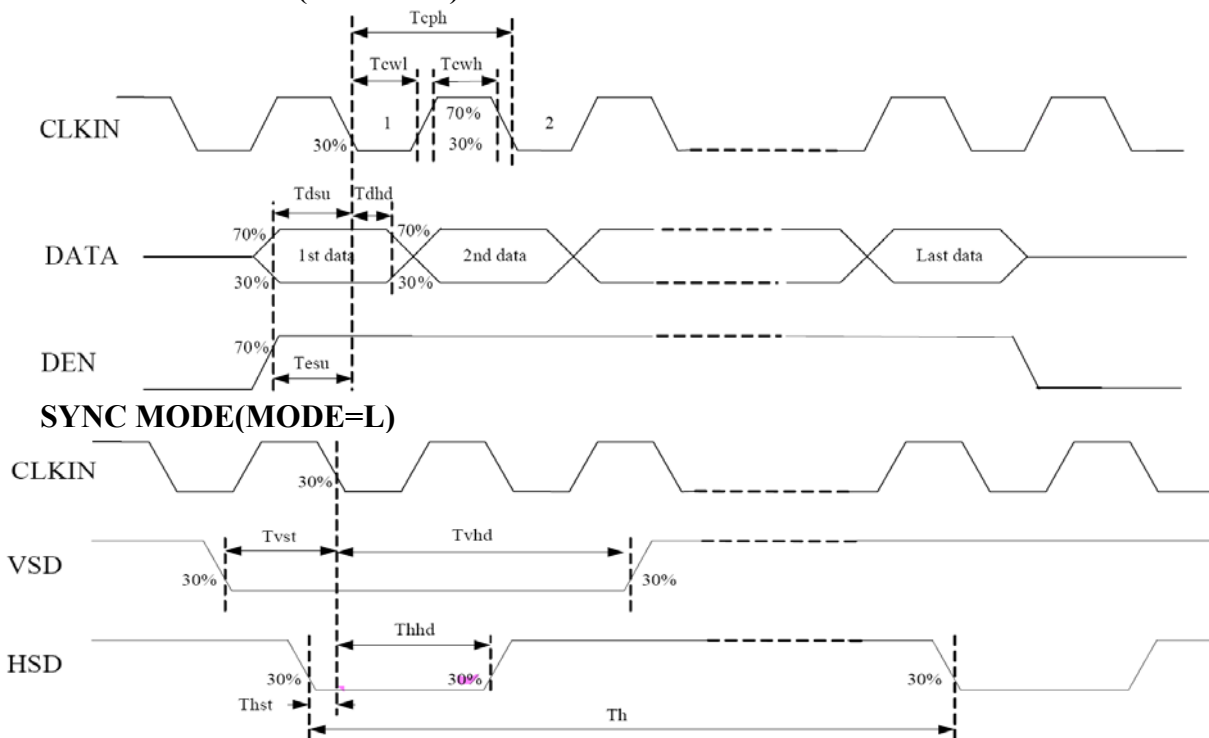 Tcph
Tcwl Tcwh
CLKIN 30% 1 70% 30% 2
Tdsu Tdhd
70% 70%
DATA 1st data 2nd data Last data
30% 30%
70%
DEN Tesu
SYNC MODE(MODE=L)
CLKIN 30%
Tvst Tvhd
VSD 30% 30%
Thhd
HSD 30% 30% 30%
Thst
Th